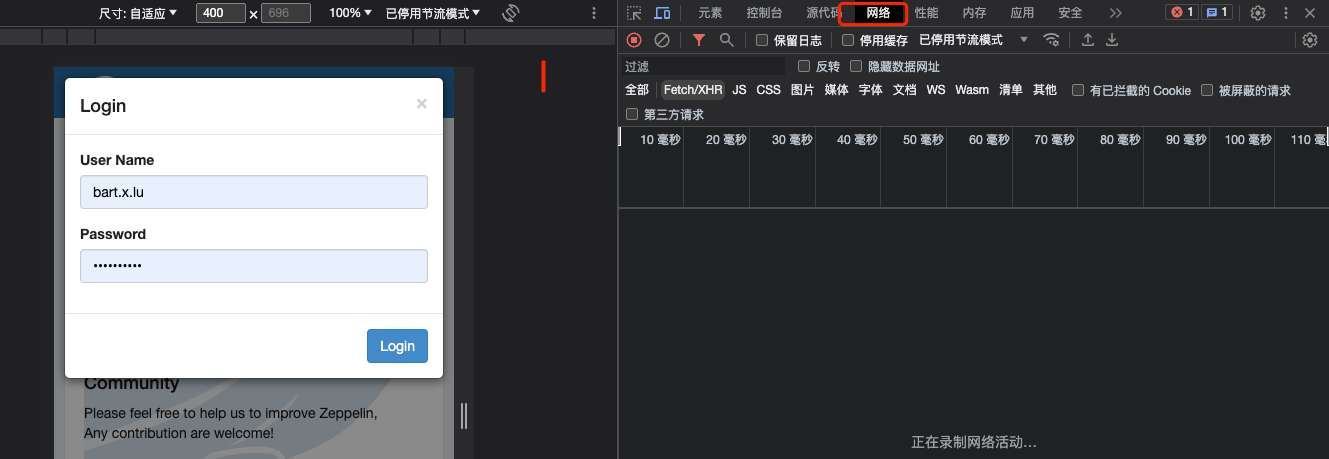 尺寸: 自适应 400 × 696 100% 已停用节流模式
元素 控制台 源代码 网络 性能 内存 应用 安全 1 1
保留日志 停用缓存 已停用节流模式
过滤 反转 隐藏数据网址
全部 Fetch/XHR JS CSS 图片 媒体 字体 文档 WS Wasm 清单 其他 有已拦截的 Cookie 被屏蔽的请求
第三方请求
10 毫秒 20 毫秒 30 毫秒 40 毫秒 50 毫秒 60 毫秒 70 毫秒 80 毫秒 90 毫秒 100 毫秒 110 毫
正在录制网络活动…
Login ×
User Name
bart.x.lu
Password
••••••••••
Login
Community
Please feel free to help us to improve Zeppelin,
Any contribution are welcome!